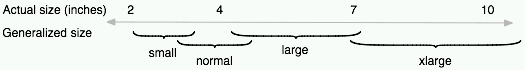 Actual size (inches) 2 4 7 10
Generalized size
small normal large xlarge